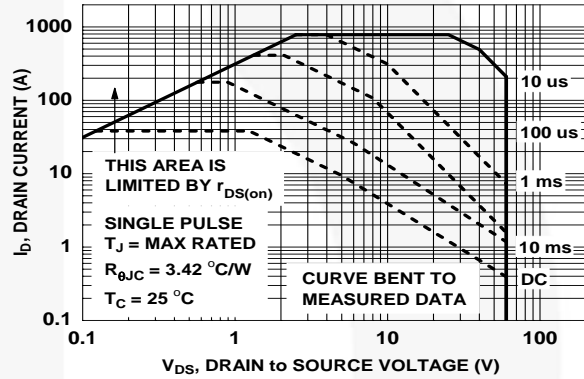 1000
100
10
1
0.1
I_D, DRAIN CURRENT (A)
10 us
100 us
1 ms
10 ms
DC
THIS AREA IS
LIMITED BY r_DS(on)
SINGLE PULSE
T_J = MAX RATED
R_θJC = 3.42 °C/W
T_C = 25 °C
CURVE BENT TO
MEASURED DATA
0.1 1 10 100
V_DS, DRAIN to SOURCE VOLTAGE (V)